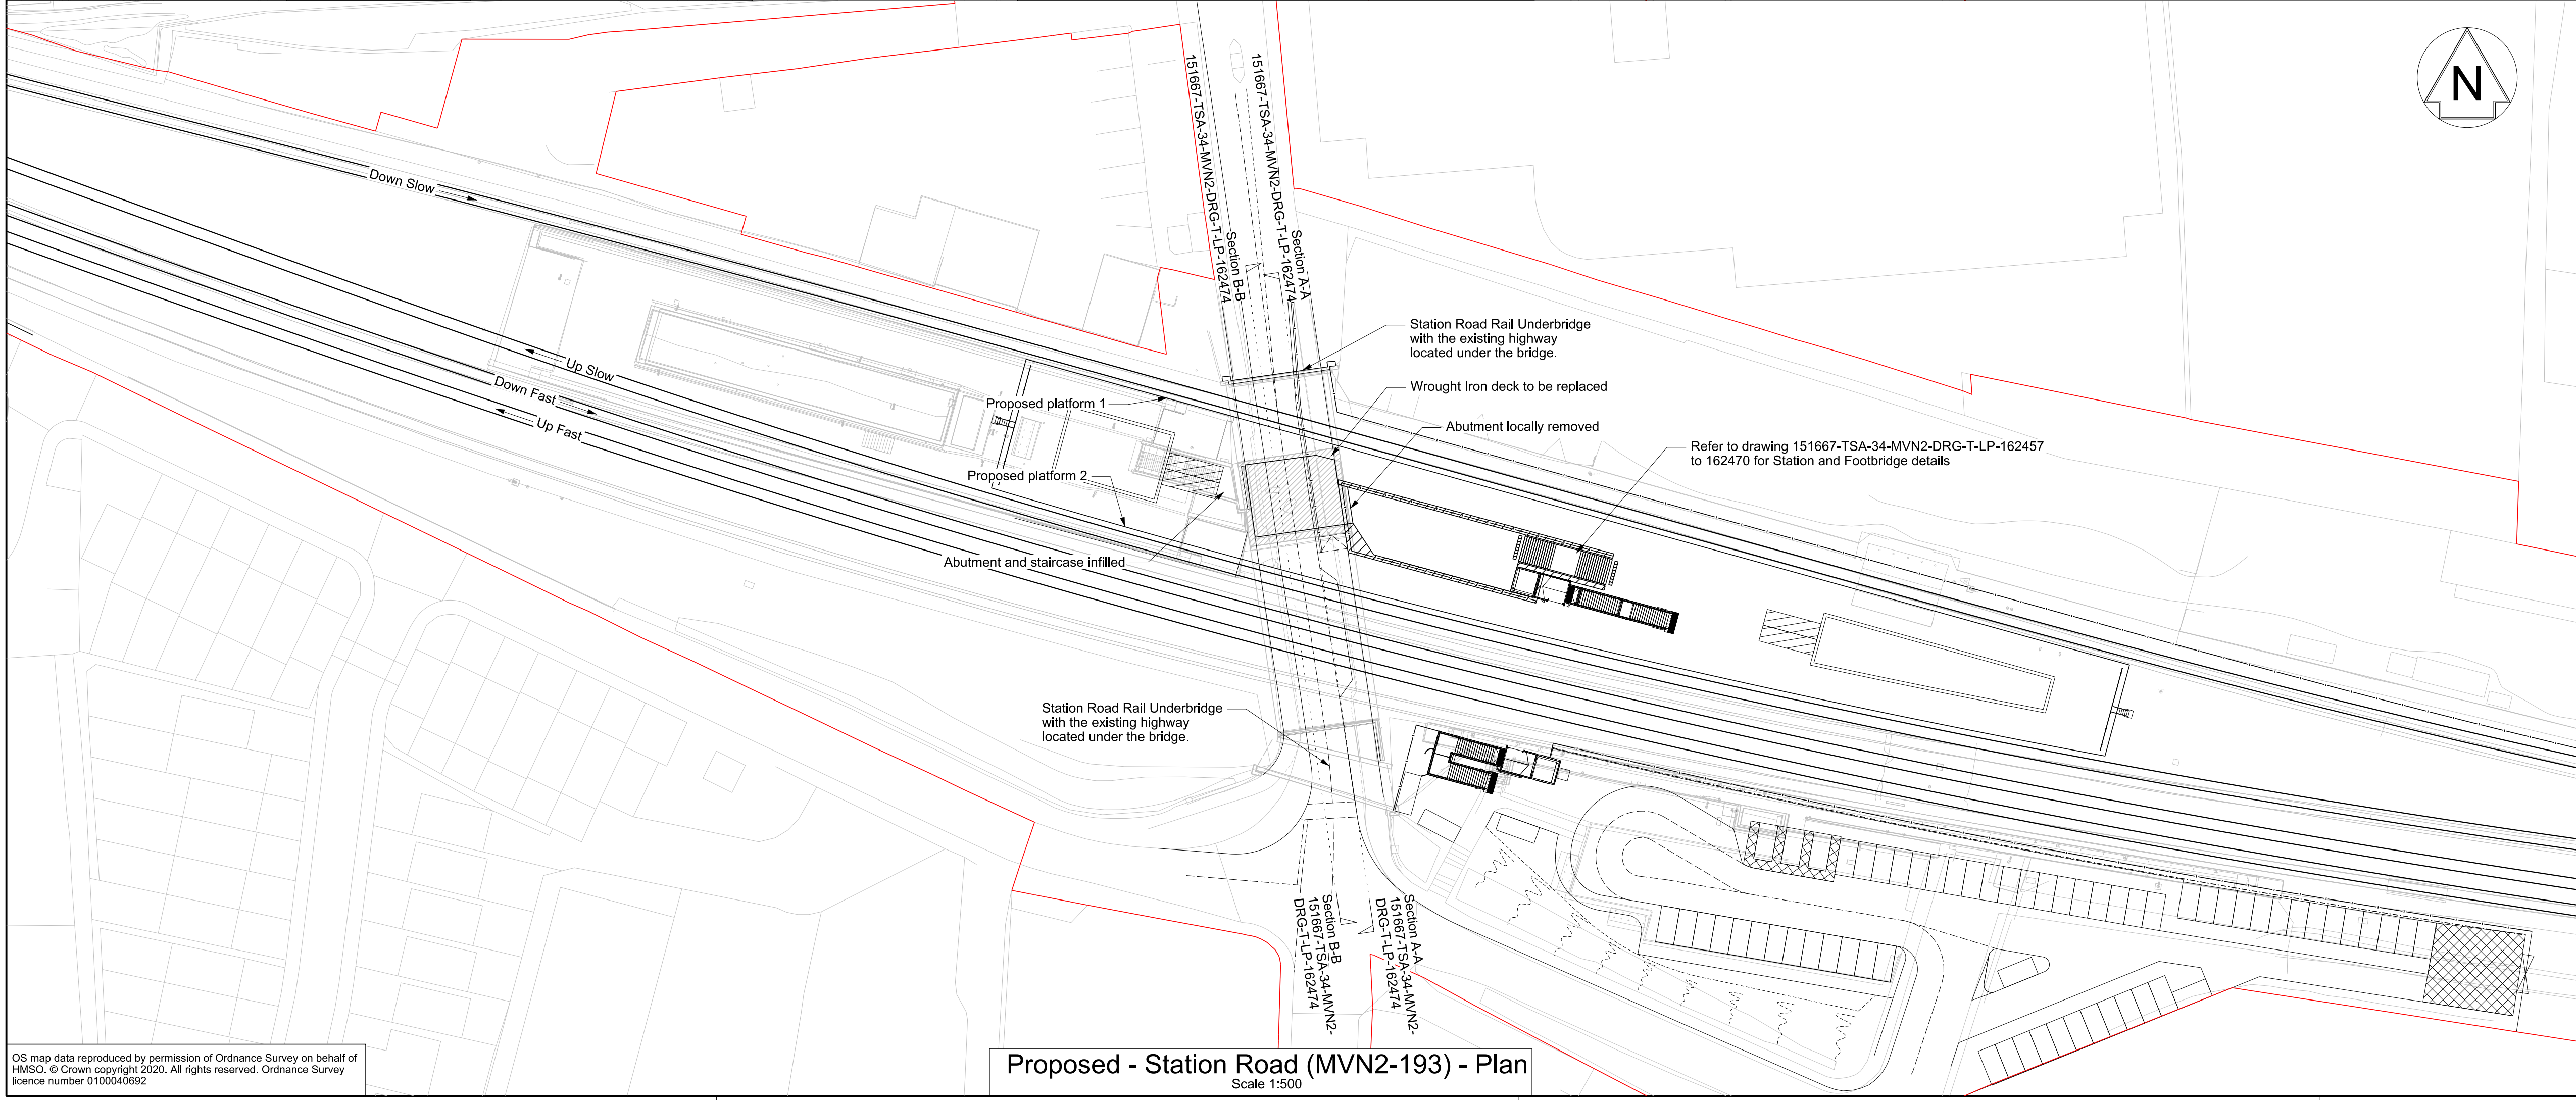 151667-TSA-34-MVN2-DRG-T-LP-162474
Section B-B
151667-TSA-34-MVN2-DRG-T-LP-162474
Section A-A
N
Down Slow
Up Slow
Down Fast
Up Fast
Proposed platform 1
Proposed platform 2
Abutment and staircase infilled
Station Road Rail Underbridge
with the existing highway
located under the bridge.
Wrought Iron deck to be replaced
Abutment locally removed
Refer to drawing 151667-TSA-34-MVN2-DRG-T-LP-162457
to 162470 for Station and Footbridge details
Station Road Rail Underbridge
with the existing highway
located under the bridge.
Section B-B
151667-TSA-34-MVN2-
DRG-T-LP-162474
Section A-A
151667-TSA-34-MVN2-
DRG-T-LP-162474
OS map data reproduced by permission of Ordnance Survey on behalf of
HMSO. © Crown copyright 2020. All rights reserved. Ordnance Survey
licence number 0100040692
Proposed - Station Road (MVN2-193) - Plan
Scale 1:500